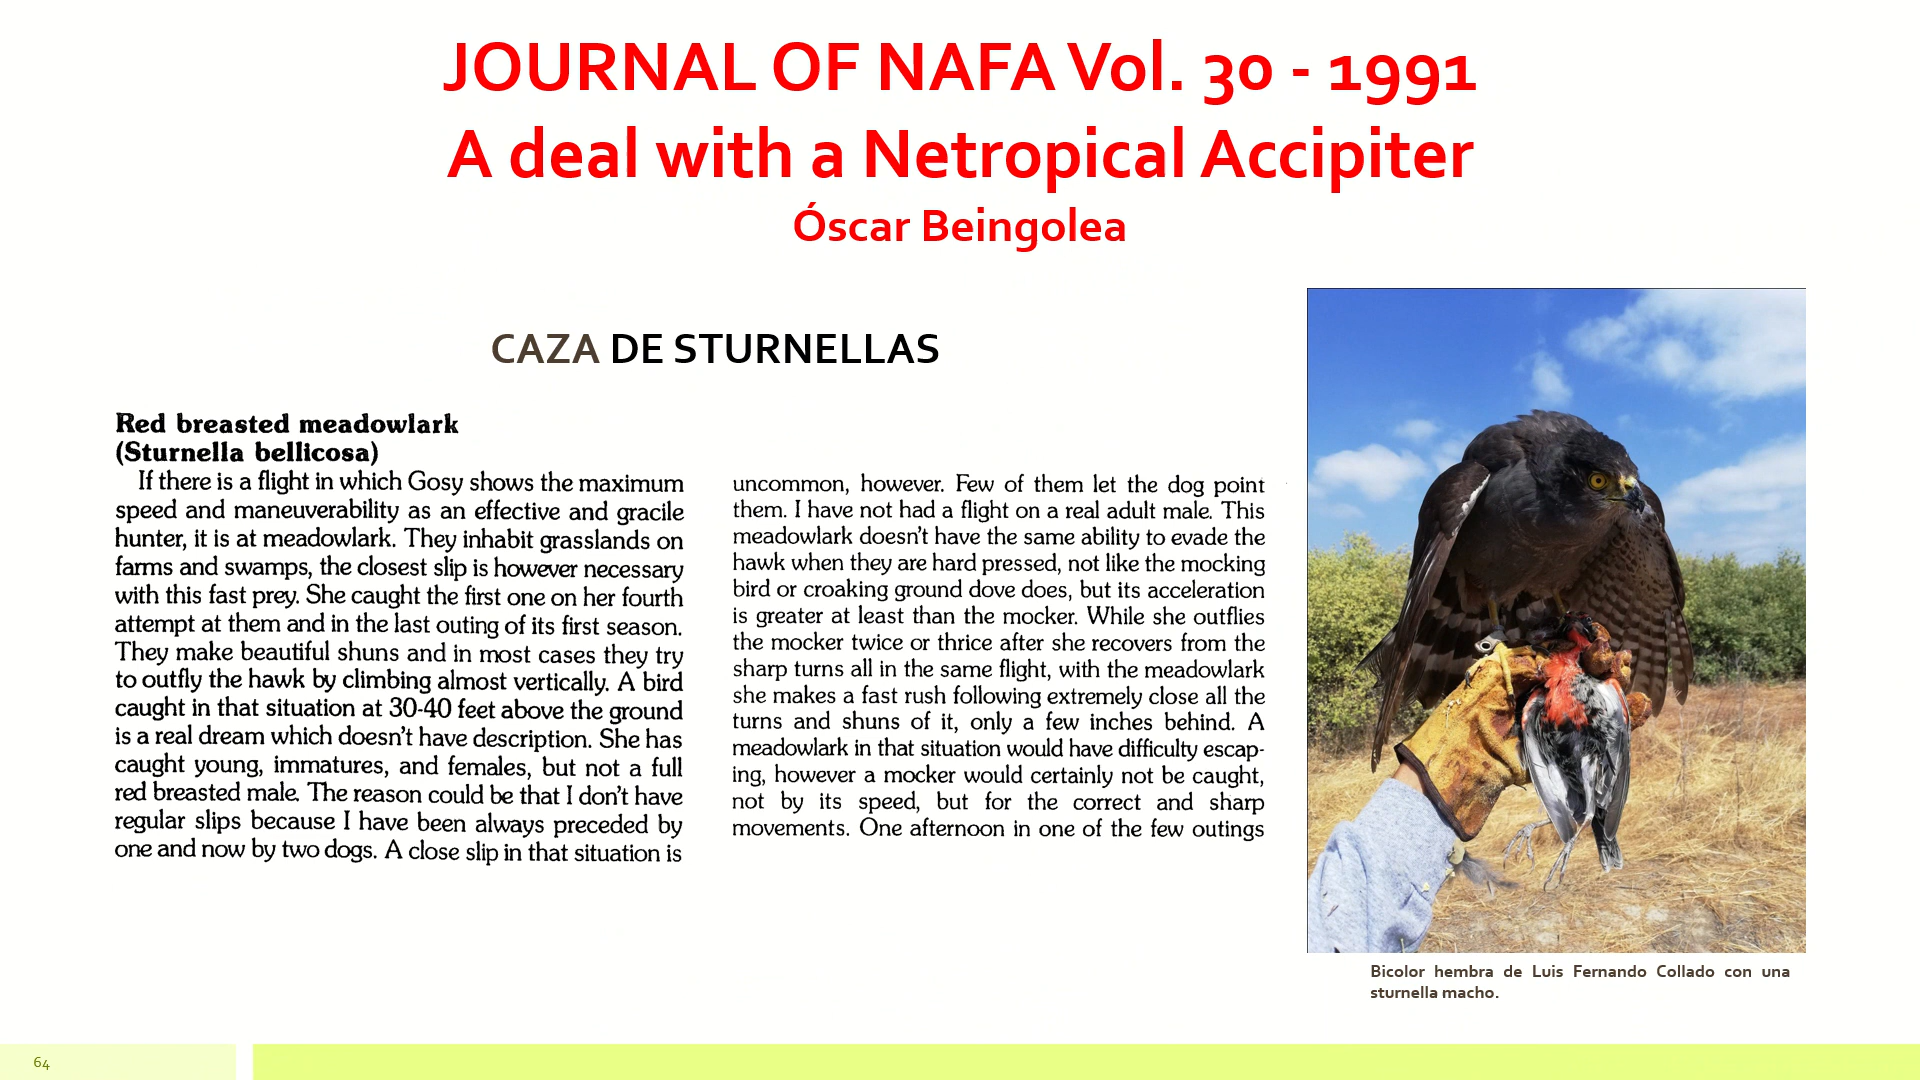 JOURNAL OF NAFA Vol. 30 - 1991
A deal with a Netropical Accipiter
Óscar Beingolea
CAZA DE STURNELLAS
Red breasted meadowlark
(Sturnella bellicosa)
If there is a flight in which Gosy shows the maximum
speed and maneuverability as an effective and gracile
hunter, it is at meadowlark. They inhabit grasslands on
farms and swamps, the closest slip is however necessary
with this fast prey. She caught the first one on her fourth
attempt at them and in the last outing of its first season.
They make beautiful shuns and in most cases they try
to outfly the hawk by climbing almost vertically. A bird
caught in that situation at 30-40 feet above the ground
is a real dream which doesn't have description. She has
caught young, immatures, and females, but not a full
red breasted male. The reason could be that I don't have
regular slips because I have been always preceded by
one and now by two dogs. A close slip in that situation is
uncommon, however. Few of them let the dog point
them. I have not had a flight on a real adult male. This
meadowlark doesn't have the same ability to evade the
hawk when they are hard pressed, not like the mocking
bird or croaking ground dove does, but its acceleration
is greater at least than the mocker. While she outflies
the mocker twice or thrice after she recovers from the
sharp turns all in the same flight, with the meadowlark
she makes a fast rush following extremely close all the
turns and shuns of it, only a few inches behind. A
meadowlark in that situation would have difficulty escap-
ing, however a mocker would certainly not be caught,
not by its speed, but for the correct and sharp
movements. One afternoon in one of the few outings
Bicolor hembra de Luis Fernando Collado con una
sturnella macho.
64